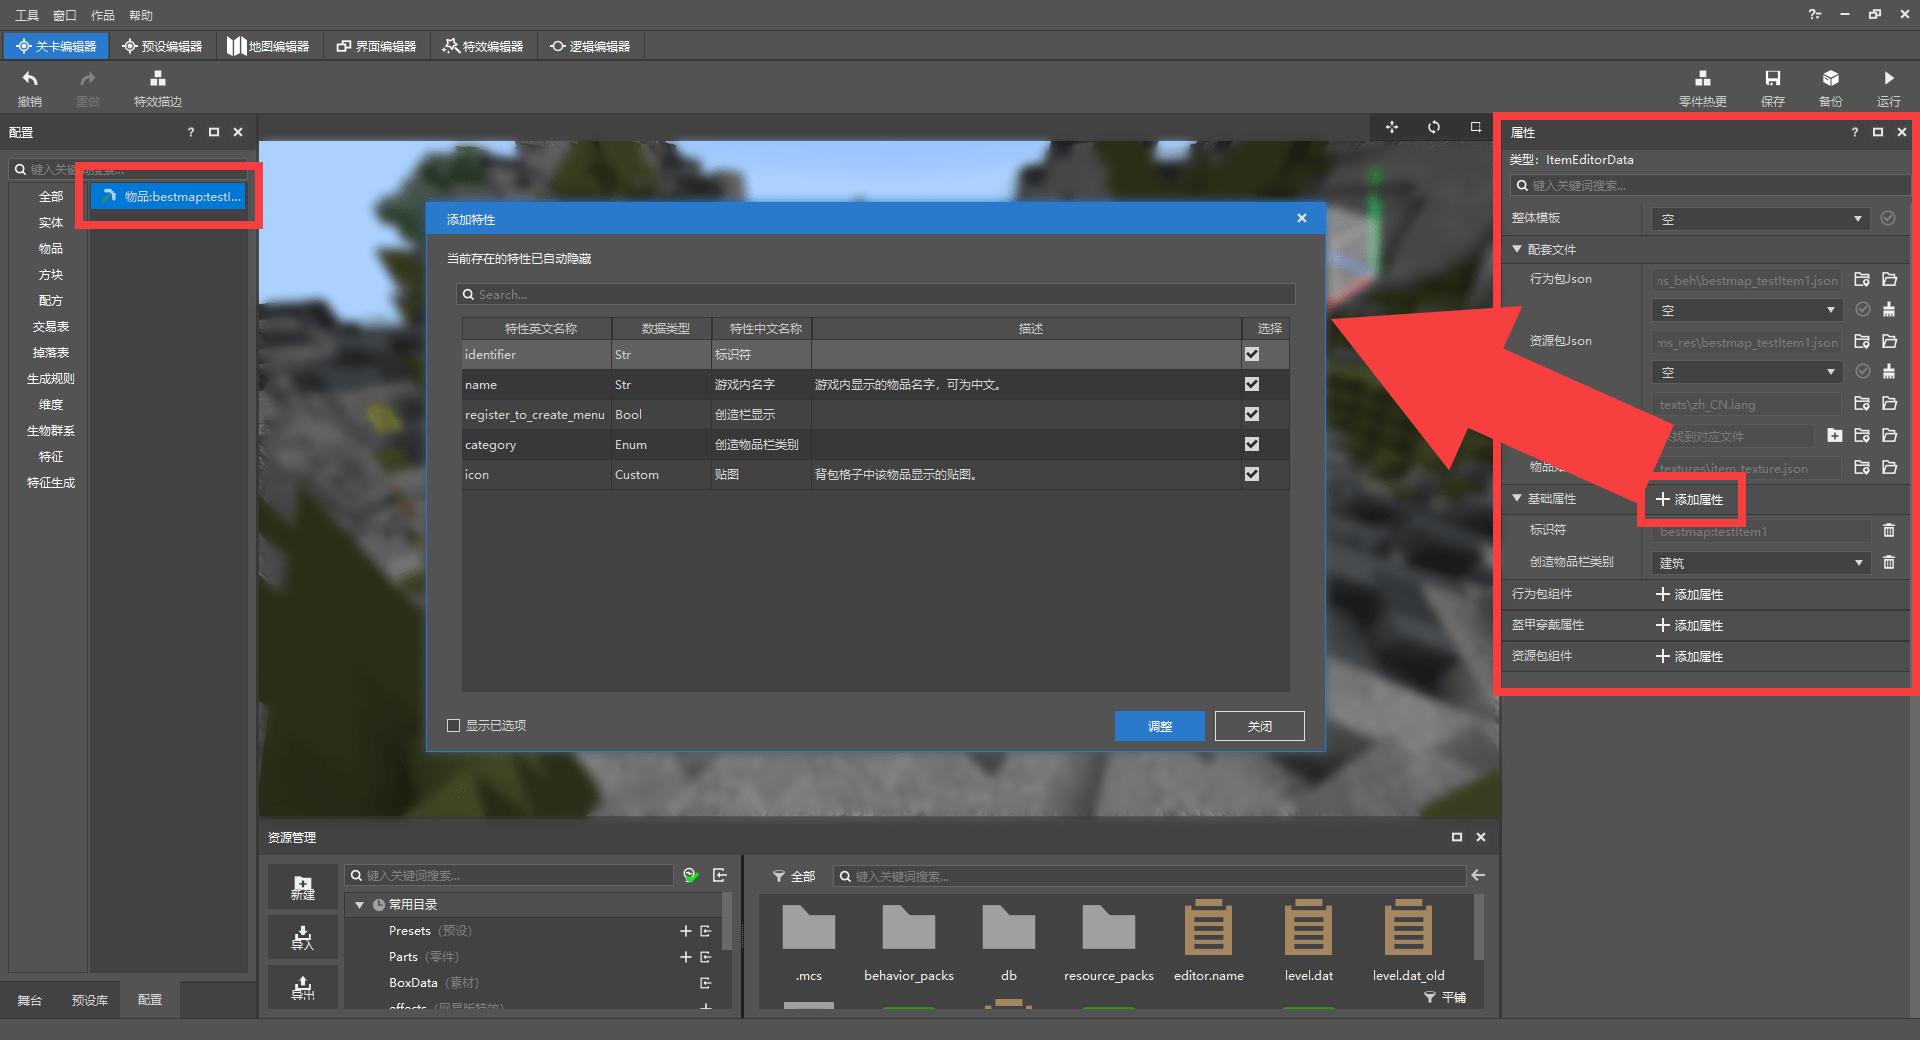 工具 窗口 作品 帮助
关卡编辑器 预设编辑器 地图编辑器 界面编辑器 特效编辑器 逻辑编辑器
撤销 重做 特效描边 零件热更 保存 备份 运行
配置
键入关键词搜索...
全部
实体
物品
方块
配方
交易表
掉落表
生成规则
维度
生物群系
特征
特征生成
物品:bestmap:testI...
舞台 预设库 配置
添加特性
当前存在的特性已自动隐藏
Search...
特性英文名称 数据类型 特性中文名称 描述 选择
identifier Str 标识符
name Str 游戏内名字 游戏内显示的物品名字，可为中文。
register_to_create_menu Bool 创造栏显示
category Enum 创造物品栏类别
icon Custom 贴图 背包格子中该物品显示的贴图。
显示已选项 调整 关闭
属性
类型: ItemEditorData
键入关键词搜索...
整体模板 空
配套文件
行为包Json ns_beh\bestmap_testItem1.json
空
资源包Json ms_res\bestmap_testItem1.json
空
texts\zh_CN.lang
找到对应文件
物品 textures\item_texture.json
基础属性 添加属性
标识符 bestmap:testItem1
创造物品栏类别 建筑
行为包组件 添加属性
盔甲穿戴属性 添加属性
资源包组件 添加属性
资源管理
新建
导入
导出
键入关键词搜索...
常用目录
Presets (预设)
Parts (零件)
BoxData (素材)
effects (网易版特效)
全部 键入关键词搜索...
.mcs behavior_packs db resource_packs editor.name level.dat level.dat_old
平铺